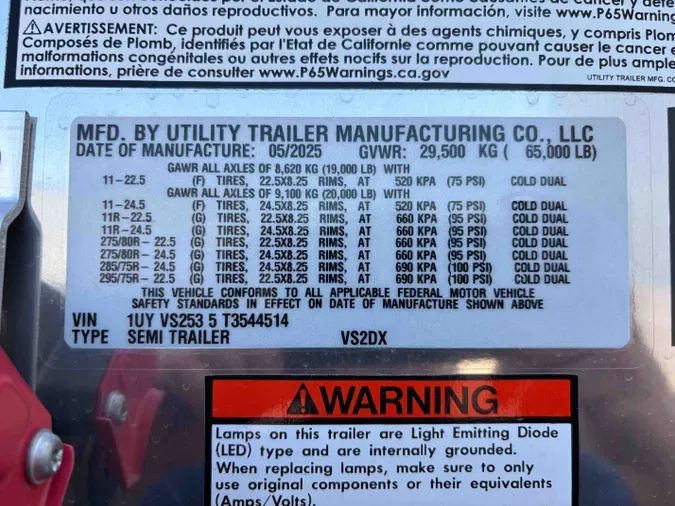 nacimiento u otros daños reproductivos. Para mayor información, visite www.P65Warning
⚠AVERTISSEMENT: Ce produit peut vous exposer à des agents chimiques, y compris Plom
Composés de Plomb, identifiés par l'Etat de Californie comme pouvant causer le cancer e
malformations congénitales ou autres effets nocifs sur la reproduction. Pour de plus ample
informations, prière de consulter www.P65Warnings.ca.gov
UTILITY TRAILER MFG. CO
MFD. BY UTILITY TRAILER MANUFACTURING CO., LLC
DATE OF MANUFACTURE: 05/2025 GVWR: 29,500 KG ( 65,000 LB)
GAWR ALL AXLES OF 8,620 KG (19,000 LB) WITH
11-22.5 (F) TIRES, 22.5X8.25 RIMS, AT 520 KPA (75 PSI) COLD DUAL
GAWR ALL AXLES OF 9,100 KG (20,000 LB) WITH
11-24.5 (F) TIRES, 24.5X8.25 RIMS, AT 520 KPA (75 PSI) COLD DUAL
11R-22.5 (G) TIRES, 22.5X8.25 RIMS, AT 660 KPA (95 PSI) COLD DUAL
11R-24.5 (G) TIRES, 24.5X8.25 RIMS, AT 660 KPA (95 PSI) COLD DUAL
275/80R-22.5 (G) TIRES, 22.5X8.25 RIMS, AT 660 KPA (95 PSI) COLD DUAL
275/80R-24.5 (G) TIRES, 24.5X8.25 RIMS, AT 660 KPA (95 PSI) COLD DUAL
285/75R-24.5 (G) TIRES, 24.5X8.25 RIMS, AT 690 KPA (100 PSI) COLD DUAL
295/75R-22.5 (G) TIRES, 22.5X8.25 RIMS, AT 690 KPA (100 PSI) COLD DUAL
THIS VEHICLE CONFORMS TO ALL APPLICABLE FEDERAL MOTOR VEHICLE
SAFETY STANDARDS IN EFFECT ON DATE OF MANUFACTURE SHOWN ABOVE
VIN 1UY VS253 5 T3544514
TYPE SEMI TRAILER VS2DX
⚠WARNING
Lamps on this trailer are Light Emitting Diode
(LED) type and are internally grounded.
When replacing lamps, make sure to only
use original components or their equivalents
(Amps/Volts).